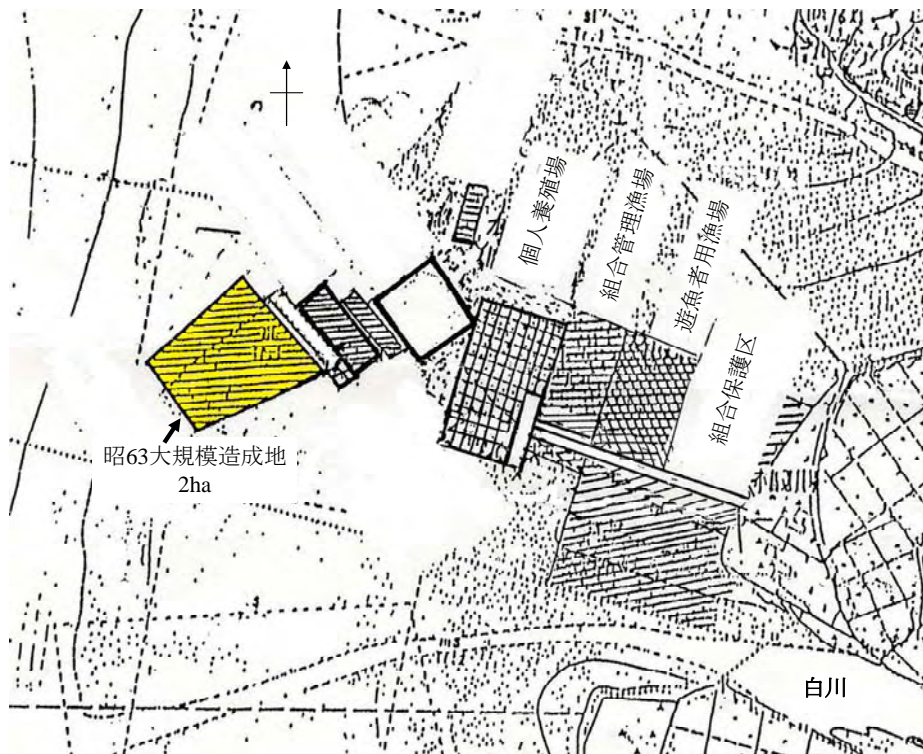 個人養殖場
組合管理漁場
遊魚者用漁場
組合保護区
昭63大規模造成地
2ha
白川